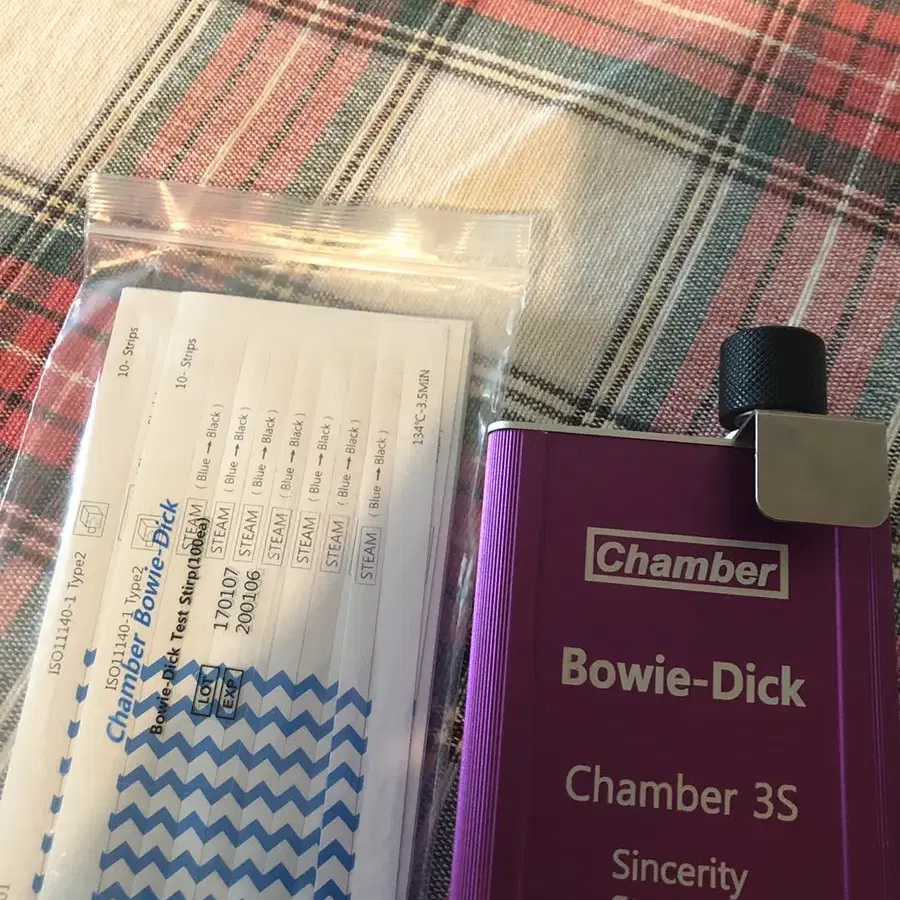 10- Strips
ISO11140-1 Type2
10- Strips
ISO11140-1 Type2
Chamber Bowie-Dick
Bowie-Dick Test Stirp(100ea)
LOT 170107
EXP 200106
STEAM ( Blue → Black )
STEAM ( Blue → Black )
STEAM ( Blue → Black )
STEAM ( Blue → Black )
STEAM ( Blue → Black )
STEAM ( Blue → Black )
STEAM ( Blue → Black )
134℃-3.5MIN
Chamber
Bowie-Dick
Chamber 3S
Sincerity